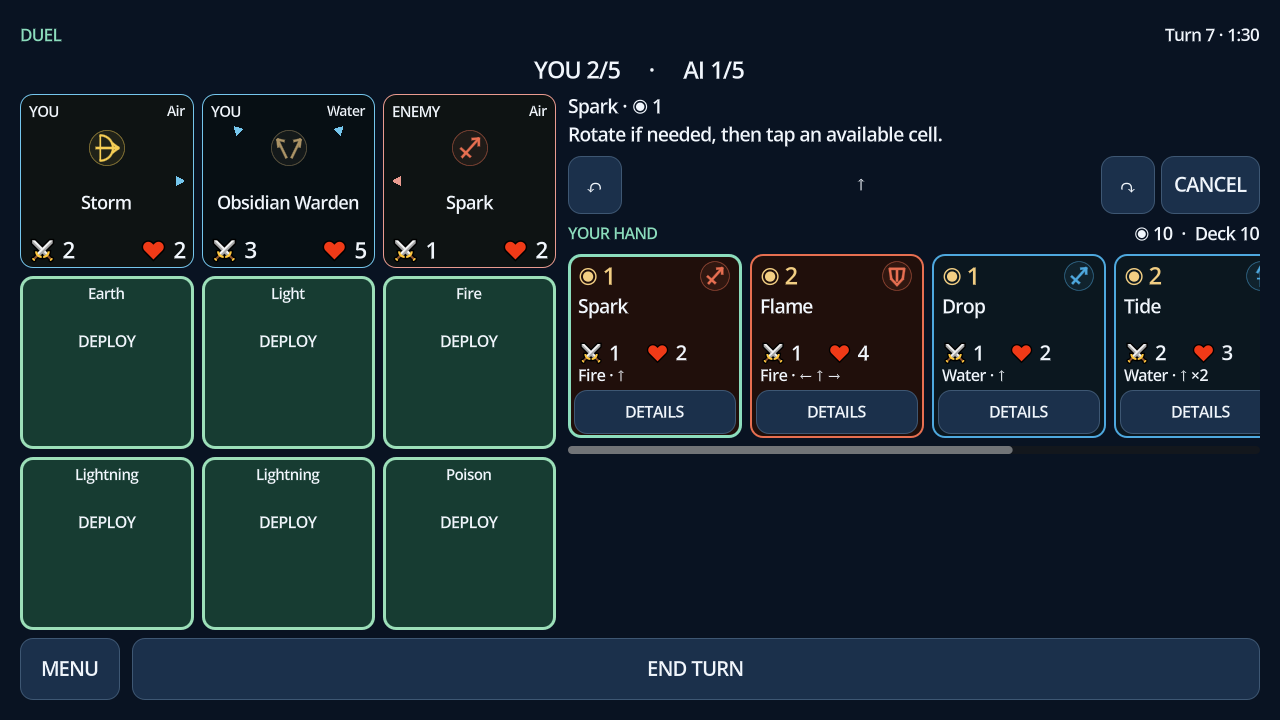 DUEL
Turn 7 · 1:30
YOU 2/5 · AI 1/5
YOU Air
Storm
2 2
YOU Water
Obsidian Warden
3 5
ENEMY Air
Spark
1 2
Earth
DEPLOY
Light
DEPLOY
Fire
DEPLOY
Lightning
DEPLOY
Lightning
DEPLOY
Poison
DEPLOY
Spark · ◉ 1
Rotate if needed, then tap an available cell.
↶ ↑ ↷ CANCEL
YOUR HAND
◉ 10 · Deck 10
◉ 1
Spark
1 2
Fire · ↑
DETAILS
◉ 2
Flame
1 4
Fire · ← ↑ →
DETAILS
◉ 1
Drop
1 2
Water · ↑
DETAILS
◉ 2
Tide
2 3
Water · ↑ ×2
DETAILS
MENU
END TURN